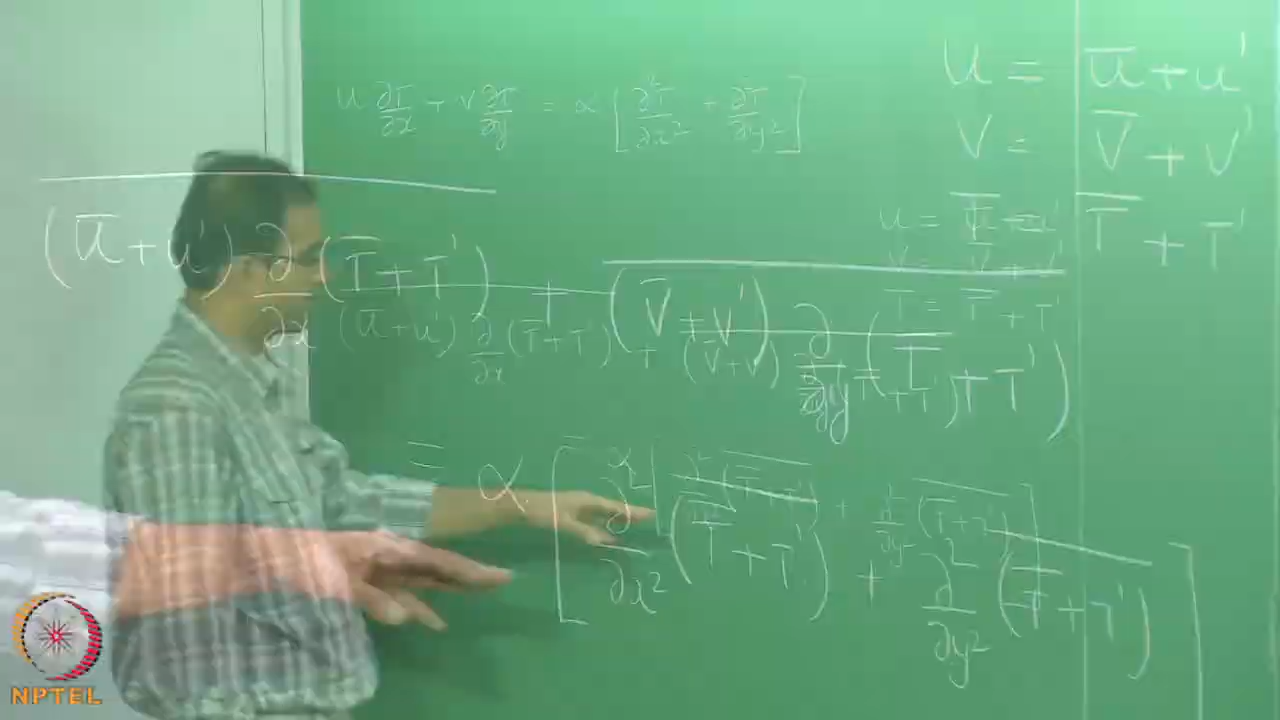 u ∂T/∂x + v ∂T/∂y = α [∂²T/∂x² + ∂²T/∂y²]
u = u̅ + u'
v = v̅ + v'
T̅ + T'
u = u̅ + u'
v = v̅ + v'
T = T̅ + T'
(u̅ + u') ∂/∂x (T̅ + T') + (v̅ + v') ∂/∂y (T̅ + T')
(u̅ + u') ∂/∂x (T̅ + T') + (v̅ + v') ∂/∂y (T̅ + T')
= α [∂²/∂x² (T̅ + T') + ∂²/∂y² (T̅ + T')]
NPTEL